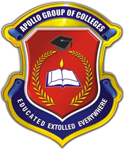 APOLLO GROUP OF COLLEGES
EDUCATED EXTOLLED EVERYWHERE